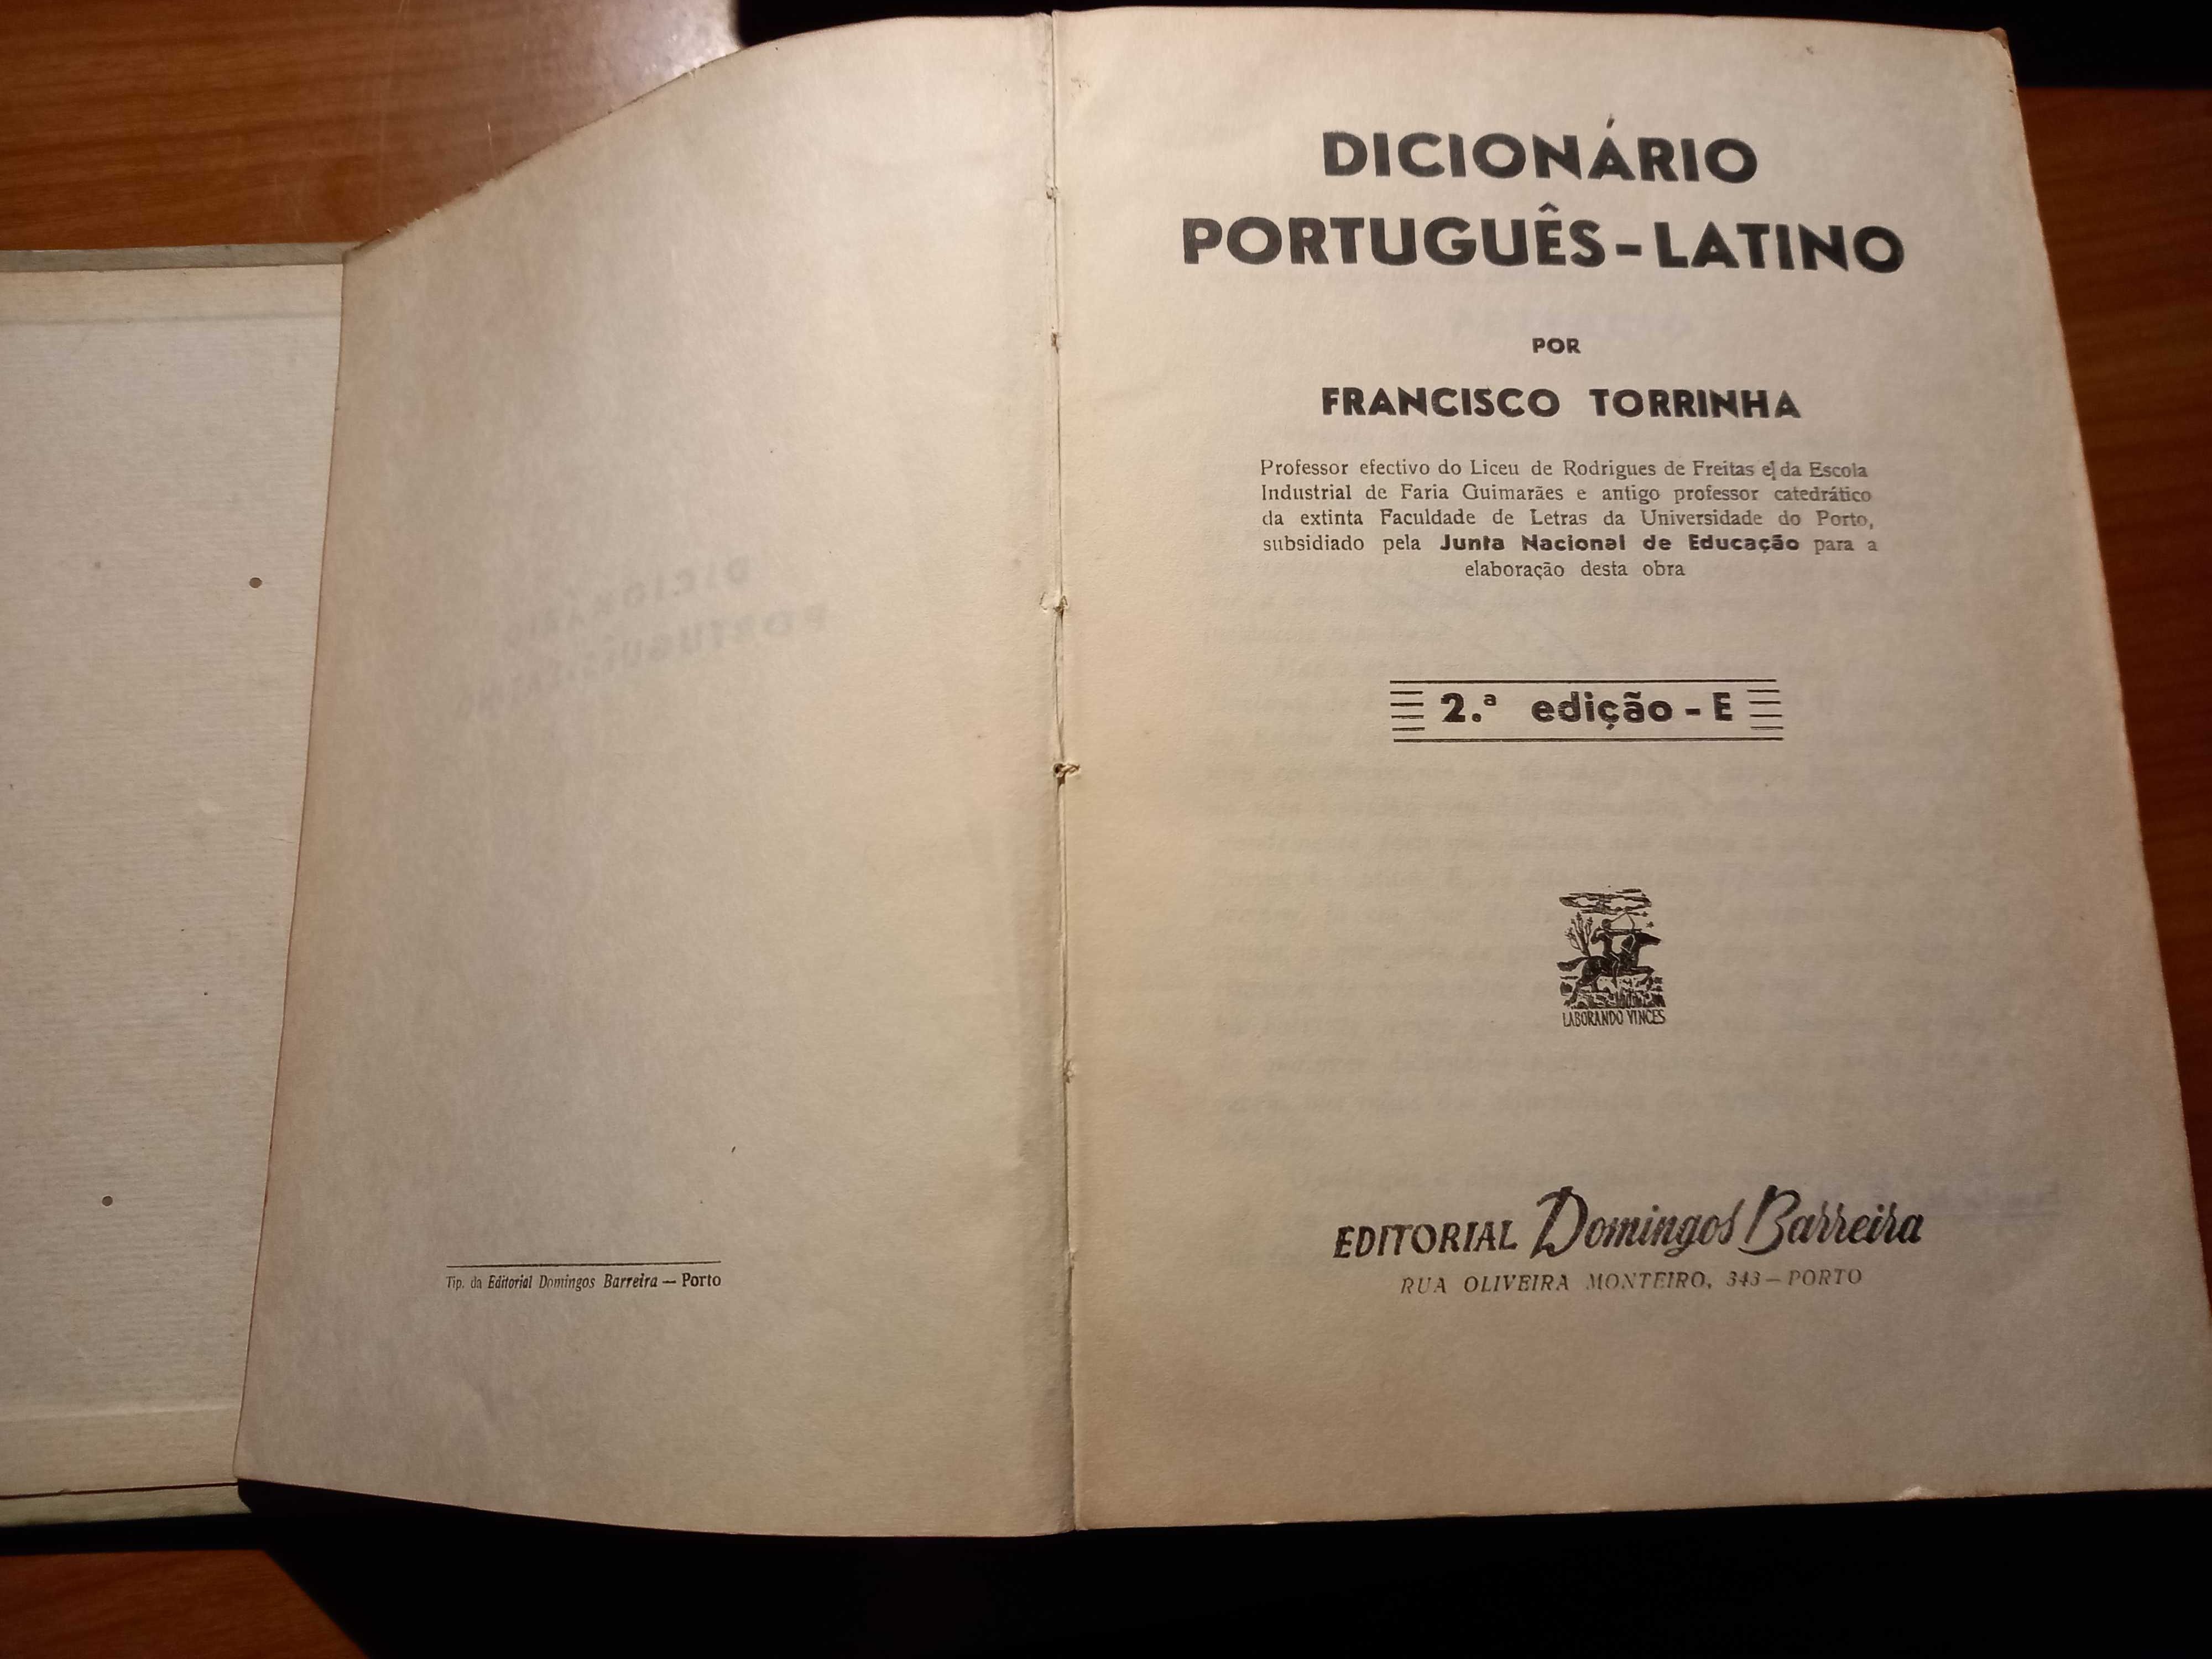 Tip. da Editorial Domingos Barreira — Porto
DICIONÁRIO
PORTUGUÊS-LATINO
POR
FRANCISCO TORRINHA
Professor efectivo do Liceu de Rodrigues de Freitas e da Escola
Industrial de Faria Guimarães e antigo professor catedrático
da extinta Faculdade de Letras da Universidade do Porto,
subsidiado pela Junta Nacional de Educação para a
elaboração desta obra
2.ª edição - E
LABORANDO VINCES
EDITORIAL Domingos Barreira
RUA OLIVEIRA MONTEIRO, 343 — PORTO